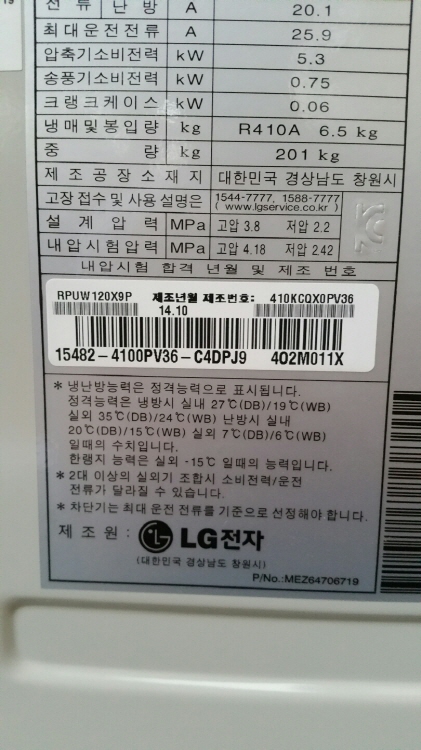 전류 난방 A 20.1
최대운전전류 A 25.9
압축기소비전력 kW 5.3
송풍기소비전력 kW 0.75
크랭크케이스 kW 0.06
냉매및봉입량 kg R410A 6.5 kg
중 량 kg 201 kg
제조공장소재지 대한민국 경상남도 창원시
고장 접수 및 사용 설명은 1544-7777, 1588-7777
( www.lgservice.co.kr )
설계압력 MPa 고압 3.8 저압 2.2
내압시험압력 MPa 고압 4.18 저압 2.42
내압시험 합격 년월 및 제조 번호
RPUW120X9P 제조년월 제조번호: 410KCQX0PV36
14.10
15482-4100PV36-C4DPJ9 402M011X
* 냉난방능력은 정격능력으로 표시됩니다.
정격능력은 냉방시 실내 27℃(DB)/19℃(WB)
실외 35℃(DB)/24℃(WB) 난방시 실내
20℃(DB)/15℃(WB) 실외 7℃(DB)/6℃(WB)
일때의 수치입니다.
한랭지 능력은 실외 -15℃ 일때의 능력입니다.
* 2대 이상의 실외기 조합시 소비전력/운전
전류가 달라질 수 있습니다.
* 차단기는 최대 운전 전류를 기준으로 선정해야 합니다.
제조원 : LG전자
(대한민국 경상남도 창원시)
P/No.: MEZ64706719